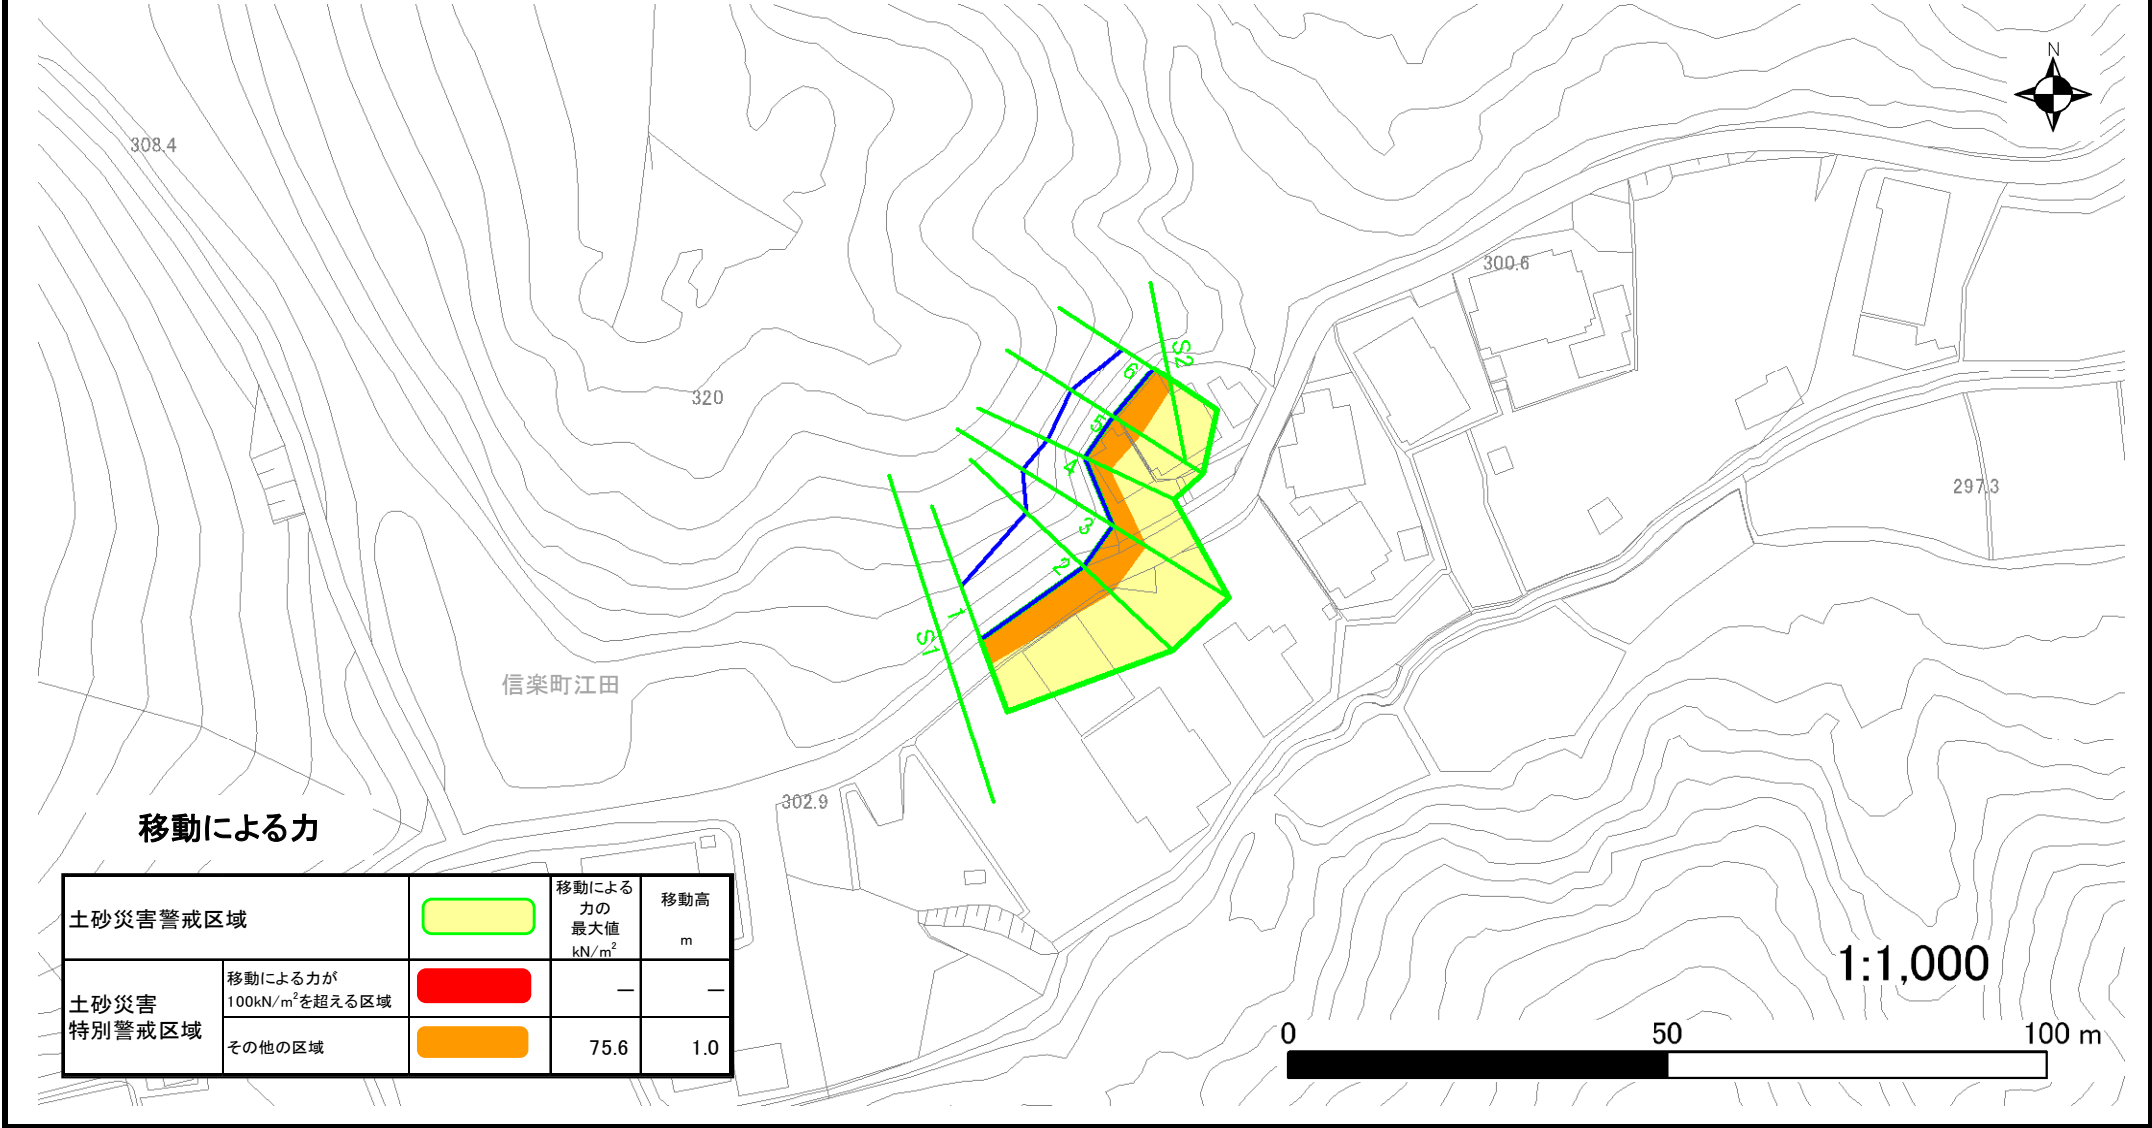 N
308.4
300.6
S2
6
320
5
4
297.3
3
2
1
S1
信楽町江田
302.9
移動による力
土砂災害警戒区域
移動による
力の
最大値
kN/m²
移動高
m
土砂災害
特別警戒区域
移動による力が
100kN/m²を超える区域
—
—
その他の区域
75.6
1.0
1:1,000
0
50
100 m